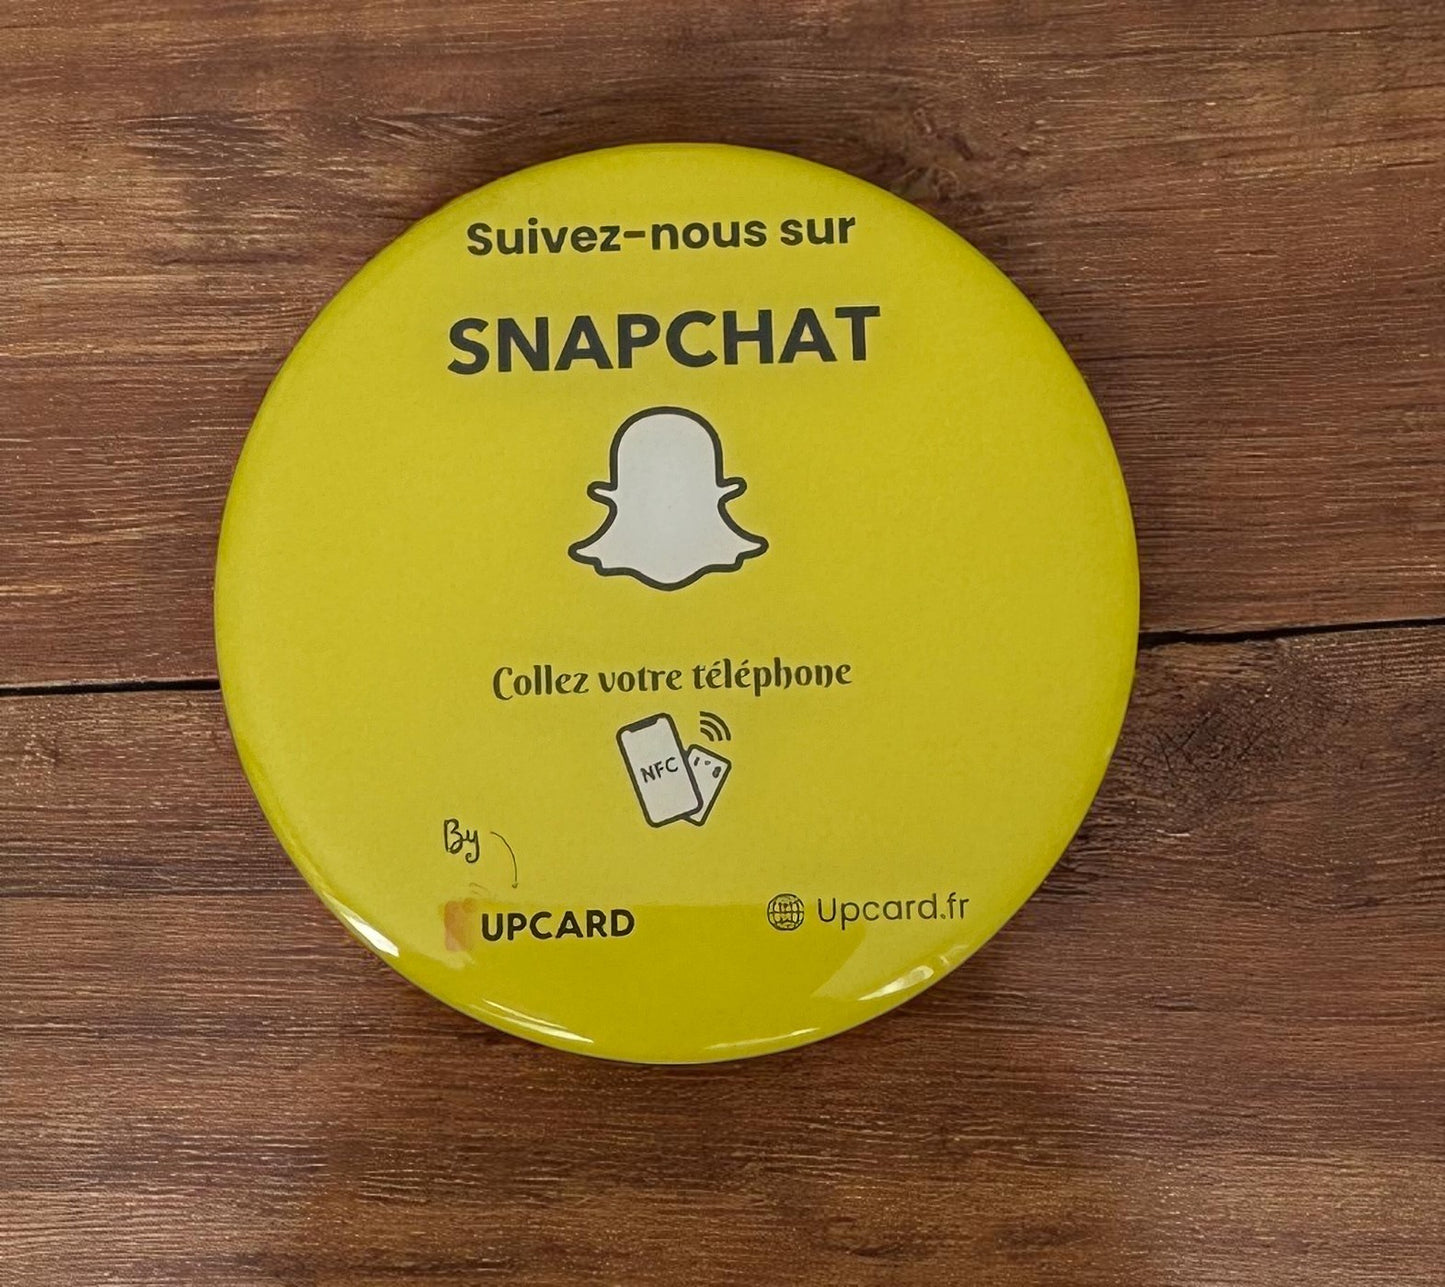 Suivez-nous sur
SNAPCHAT
Collez votre téléphone
NFC
By
UPCARD
Upcard.fr